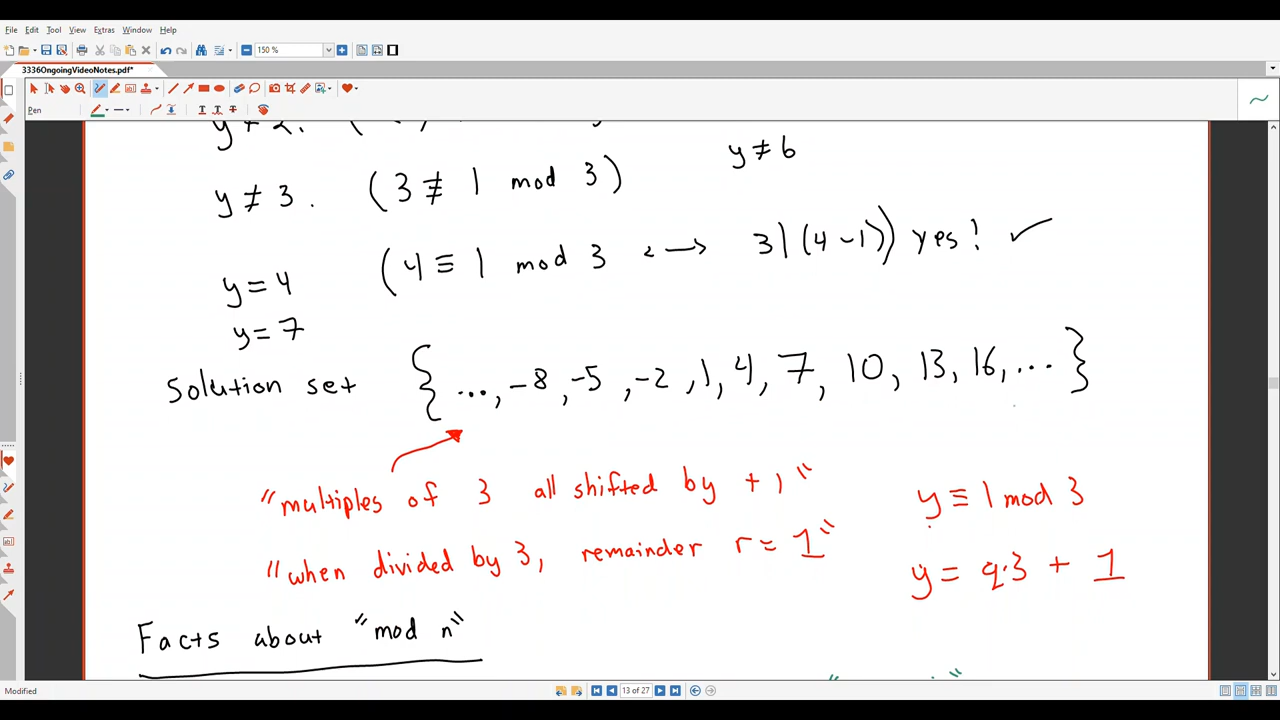 File Edit Tool View Extras Window Help
150 %
3336OngoingVideoNotes.pdf*
Pen
y ≠ 2.
y ≠ 6
y ≠ 3. (3 ≢ 1 mod 3)
(4 ≡ 1 mod 3 ⟷ 3|(4-1)) yes! ✓
y = 4
y = 7
Solution set {..., -8, -5, -2, 1, 4, 7, 10, 13, 16, ...}
"multiples of 3 all shifted by +1"
y ≡ 1 mod 3
"when divided by 3, remainder r = 1"
y = q·3 + 1
Facts about "mod n"
Modified
13 of 27